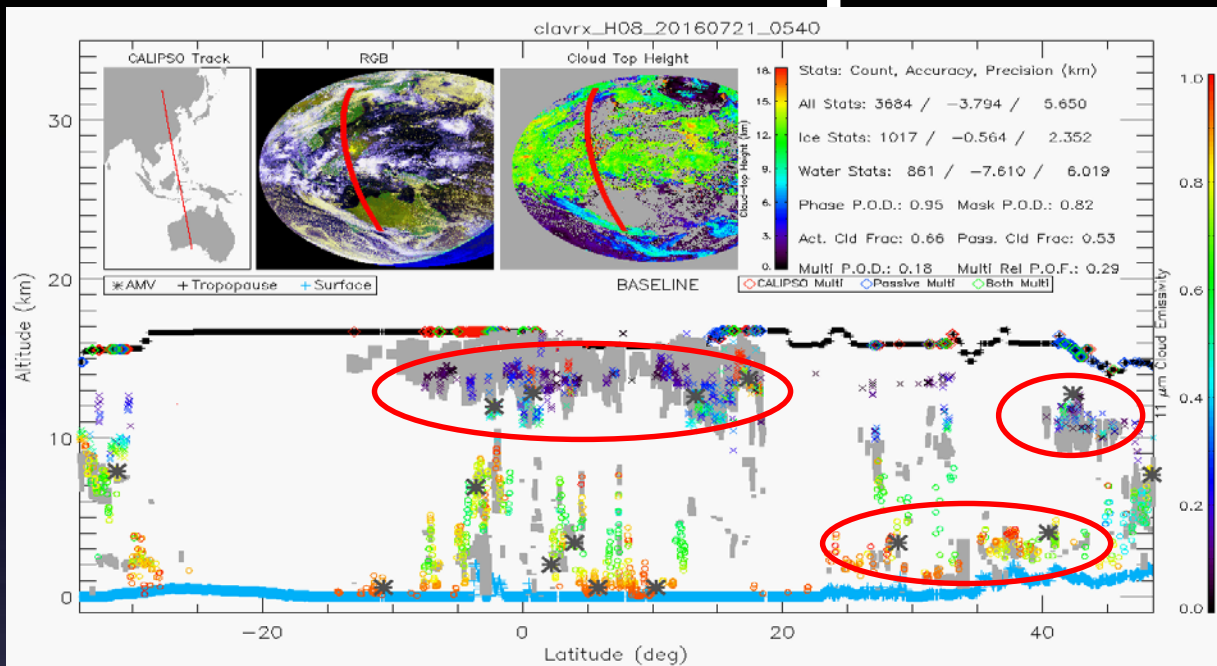 clavrx_H08_20160721_0540
CALIPSO Track
RGB
Cloud Top Height
Stats: Count, Accuracy, Precision (km)
All Stats: 3684 / -3.794 / 5.650
Ice Stats: 1017 / -0.564 / 2.352
Water Stats: 861 / -7.610 / 6.019
Phase P.O.D.: 0.95 Mask P.O.D.: 0.82
Act. Cld Frac: 0.66 Pass. Cld Frac: 0.53
Multi P.O.D.: 0.18 Multi Rel P.O.F.: 0.29
18.
15.
12.
9.
6.
3.
0.
Cloud-top Height (km)
AMV Tropopause Surface
BASELINE
CALIPSO Multi Passive Multi Both Multi
30
20
10
0
Altitude (km)
-20
0
20
40
Latitude (deg)
1.0
0.8
0.6
0.4
0.2
0.0
11 μm Cloud Emissivity